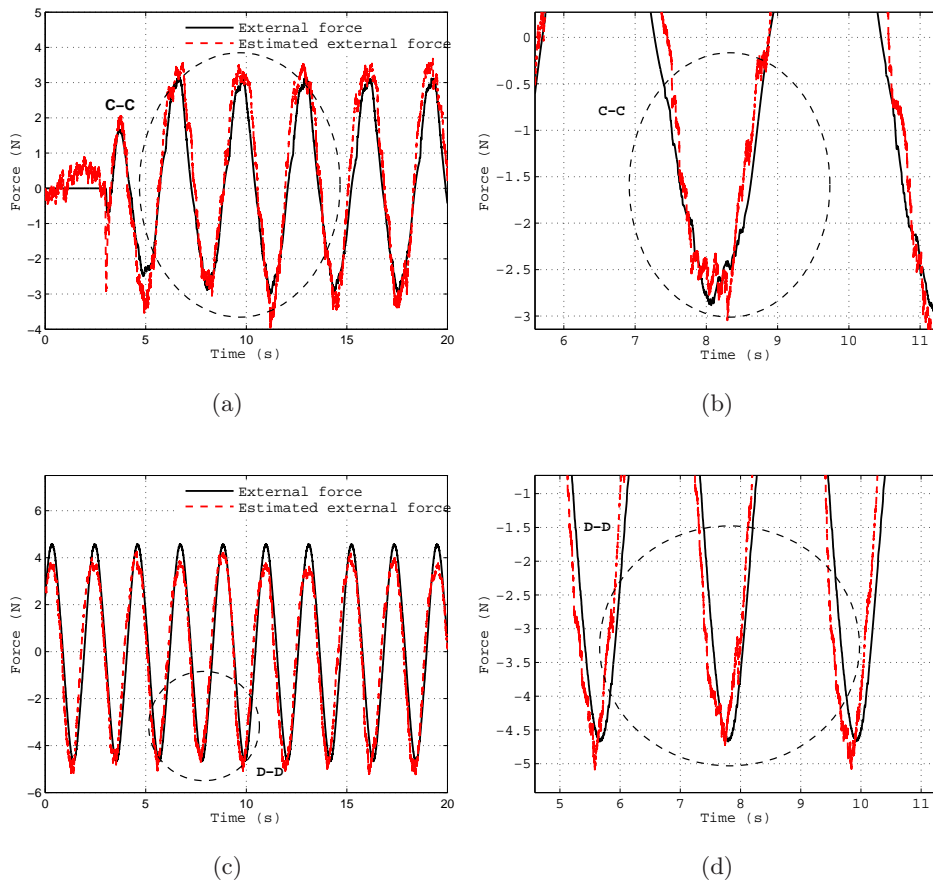 External force
Estimated external force
C-C
5
4
3
2
1
0
-1
-2
-3
-4
Force (N)
0
5
10
15
20
Time (s)
(a)
C-C
0
-0.5
-1
-1.5
-2
-2.5
-3
Force (N)
6
7
8
9
10
11
Time (s)
(b)
External force
Estimated external force
D-D
6
4
2
0
-2
-4
-6
Force (N)
0
5
10
15
20
Time (s)
(c)
D-D
-1
-1.5
-2
-2.5
-3
-3.5
-4
-4.5
-5
Force (N)
5
6
7
8
9
10
11
Time (s)
(d)